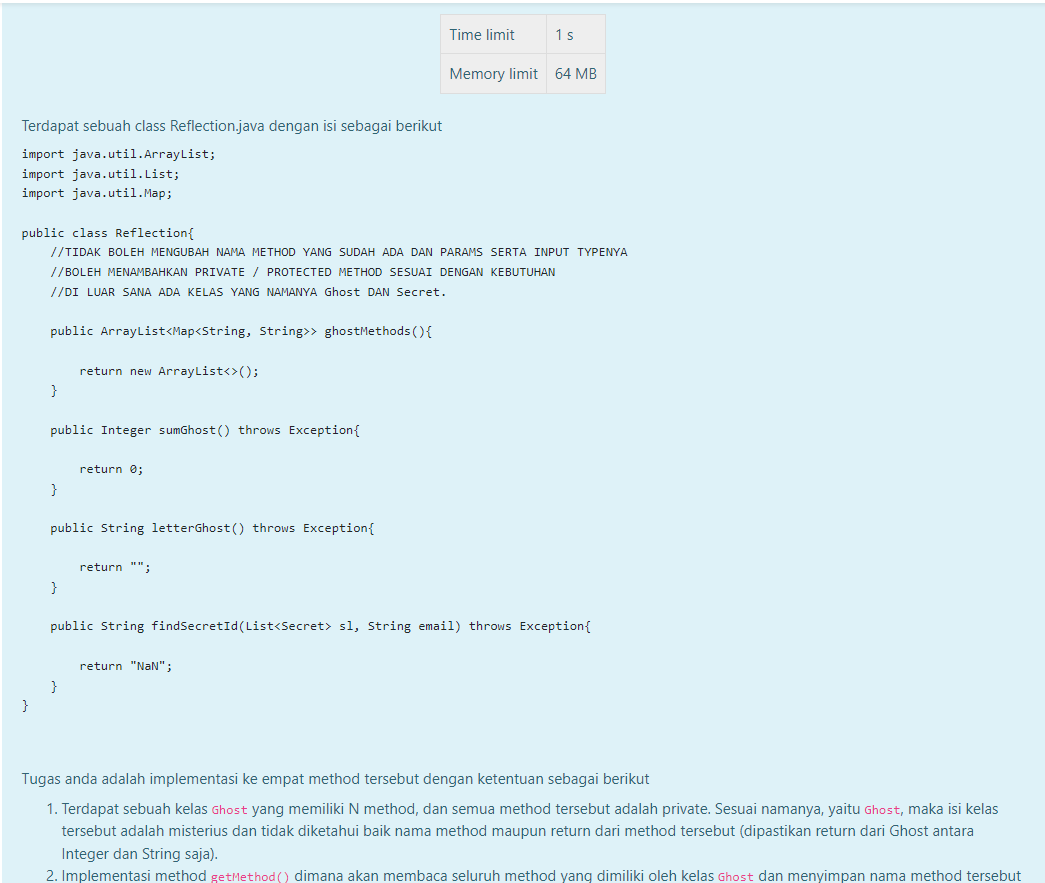 Time limit 1 s
Memory limit 64 MB
Terdapat sebuah class Reflection.java dengan isi sebagai berikut
import java.util.ArrayList;
import java.util.List;
import java.util.Map;
public class Reflection{
//TIDAK BOLEH MENGUBAH NAMA METHOD YANG SUDAH ADA DAN PARAMS SERTA INPUT TYPENYA
//BOLEH MENAMBAHKAN PRIVATE / PROTECTED METHOD SESUAI DENGAN KEBUTUHAN
//DI LUAR SANA ADA KELAS YANG NAMANYA Ghost DAN Secret.
public ArrayList<Map<String, String>> ghostMethods(){
return new ArrayList<>();
}
public Integer sumGhost() throws Exception{
return 0;
}
public String letterGhost() throws Exception{
return "";
}
public String findSecretId(List<Secret> sl, String email) throws Exception{
return "NaN";
}
}
Tugas anda adalah implementasi ke empat method tersebut dengan ketentuan sebagai berikut
1. Terdapat sebuah kelas Ghost yang memiliki N method, dan semua method tersebut adalah private. Sesuai namanya, yaitu Ghost, maka isi kelas
tersebut adalah misterius dan tidak diketahui baik nama method maupun return dari method tersebut (dipastikan return dari Ghost antara
Integer dan String saja).
2. Implementasi method getMethod() dimana akan membaca seluruh method yang dimiliki oleh kelas Ghost dan menyimpan nama method tersebut